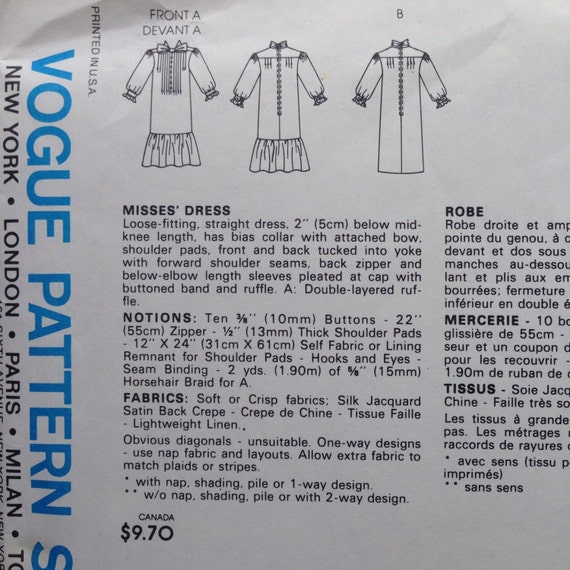 PRINTED IN U.S.A.
VOGUE PATTERN S
NEW YORK • LONDON • PARIS • MILAN • TO
FRONT A
DEVANT A
B
MISSES' DRESS
Loose-fitting, straight dress, 2" (5cm) below mid-
knee length, has bias collar with attached bow,
shoulder pads, front and back tucked into yoke
with forward shoulder seams, back zipper and
below-elbow length sleeves pleated at cap with
buttoned band and ruffle. A: Double-layered ruf-
fle.
NOTIONS: Ten ⅜" (10mm) Buttons - 22"
(55cm) Zipper - ½" (13mm) Thick Shoulder Pads
- 12" X 24" (31cm X 61cm) Self Fabric or Lining
Remnant for Shoulder Pads - Hooks and Eyes -
Seam Binding - 2 yds. (1.90m) of ⅝" (15mm)
Horsehair Braid for A.
FABRICS: Soft or Crisp fabrics; Silk Jacquard
Satin Back Crepe - Crepe de Chine - Tissue Faille
- Lightweight Linen.
Obvious diagonals - unsuitable. One-way designs
- use nap fabric and layouts. Allow extra fabric to
match plaids or stripes.
* with nap, shading, pile or 1-way design.
** w/o nap, shading, pile or with 2-way design.
CANADA
$9.70
ROBE
Robe droite et amp
pointe du genou, à c
devant et dos sous
manches au-dessou
lant et plis aux em
bourrées; fermeture
inférieur en double é
MERCERIE - 10 bo
glissière de 55cm -
seur et un coupon d
pour les recouvrir -
1.90m de ruban de c
TISSUS - Soie Jac
Chine - Faille très so
Les tissus à grande
pas. Les métrages r
raccords de rayures o
* avec sens (tissu p
imprimés)
** sans sens